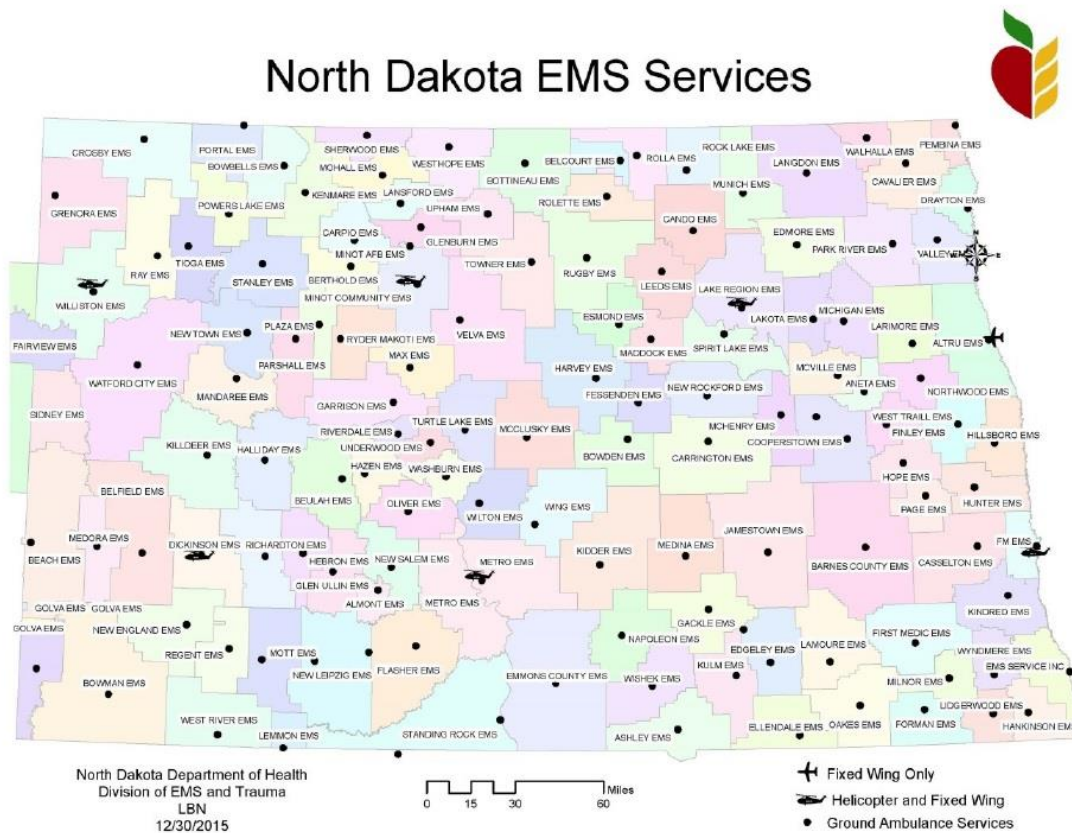 North Dakota EMS Services
CROSBY EMS
PORTAL EMS
BOWBELLS EMS
SHERWOOD EMS
MOHALL EMS
WESTHOPE EMS
BOTTINEAU EMS
BELCOURT EMS
ROLLA EMS
ROCK LAKE EMS
LANGDON EMS
WALHALLA EMS
PEMBINA EMS
CAVALIER EMS
GRENORA EMS
POWERS LAKE EMS
KENMARE EMS
LANSFORD EMS
UPHAM EMS
ROLETTE EMS
MUNICH EMS
DRAYTON EMS
CANDO EMS
EDMORE EMS
PARK RIVER EMS
VALLEY EMS
N
E
S
RAY EMS
TIOGA EMS
CARPIO EMS
MINOT AFB EMS
GLENBURN EMS
TOWNER EMS
RUGBY EMS
WILLISTON EMS
STANLEY EMS
BERTHOLD EMS
MINOT COMMUNITY EMS
LEEDS EMS
LAKE REGION EMS
LAKOTA EMS
MICHIGAN EMS
LARIMORE EMS
ALTRU EMS
FAIRVIEW EMS
NEW TOWN EMS
PLAZA EMS
RYDER MAKOTI EMS
VELVA EMS
ESMOND EMS
MADDOCK EMS
SPIRIT LAKE EMS
PARSHALL EMS
MAX EMS
WATFORD CITY EMS
MANDAREE EMS
HARVEY EMS
FESSENDEN EMS
NEW ROCKFORD EMS
MCVILLE EMS
ANETA EMS
NORTHWOOD EMS
SIDNEY EMS
GARRISON EMS
RIVERDALE EMS
TURTLE LAKE EMS
UNDERWOOD EMS
MCCLUSKY EMS
MCHENRY EMS
COOPERSTOWN EMS
WEST TRAILL EMS
FINLEY EMS
HILLSBORO EMS
KILLDEER EMS
HALLIDAY EMS
HAZEN EMS
WASHBURN EMS
BOWDEN EMS
CARRINGTON EMS
BEULAH EMS
OLIVER EMS
WILTON EMS
WING EMS
HOPE EMS
PAGE EMS
HUNTER EMS
BELFIELD EMS
MEDORA EMS
BEACH EMS
DICKINSON EMS
RICHARDTON EMS
HEBRON EMS
GLEN ULLIN EMS
ALMONT EMS
NEW SALEM EMS
METRO EMS
METRO EMS
KIDDER EMS
MEDINA EMS
JAMESTOWN EMS
BARNES COUNTY EMS
CASSELTON EMS
FM EMS
GOLVA EMS
GOLVA EMS
GOLVA EMS
NEW ENGLAND EMS
REGENT EMS
MOTT EMS
NEW LEIPZIG EMS
FLASHER EMS
BOWMAN EMS
WEST RIVER EMS
LEMMON EMS
STANDING ROCK EMS
EMMONS COUNTY EMS
NAPOLEON EMS
WISHEK EMS
GACKLE EMS
KULM EMS
EDGELEY EMS
LAMOURE EMS
FIRST MEDIC EMS
KINDRED EMS
WYNDMERE EMS
EMS SERVICE INC
MILNOR EMS
LIDGERWOOD EMS
HANKINSON EMS
FORMAN EMS
OAKES EMS
ELLENDALE EMS
ASHLEY EMS
North Dakota Department of Health
Division of EMS and Trauma
LBN
12/30/2015
Miles
0 15 30 60
Fixed Wing Only
Helicopter and Fixed Wing
Ground Ambulance Services